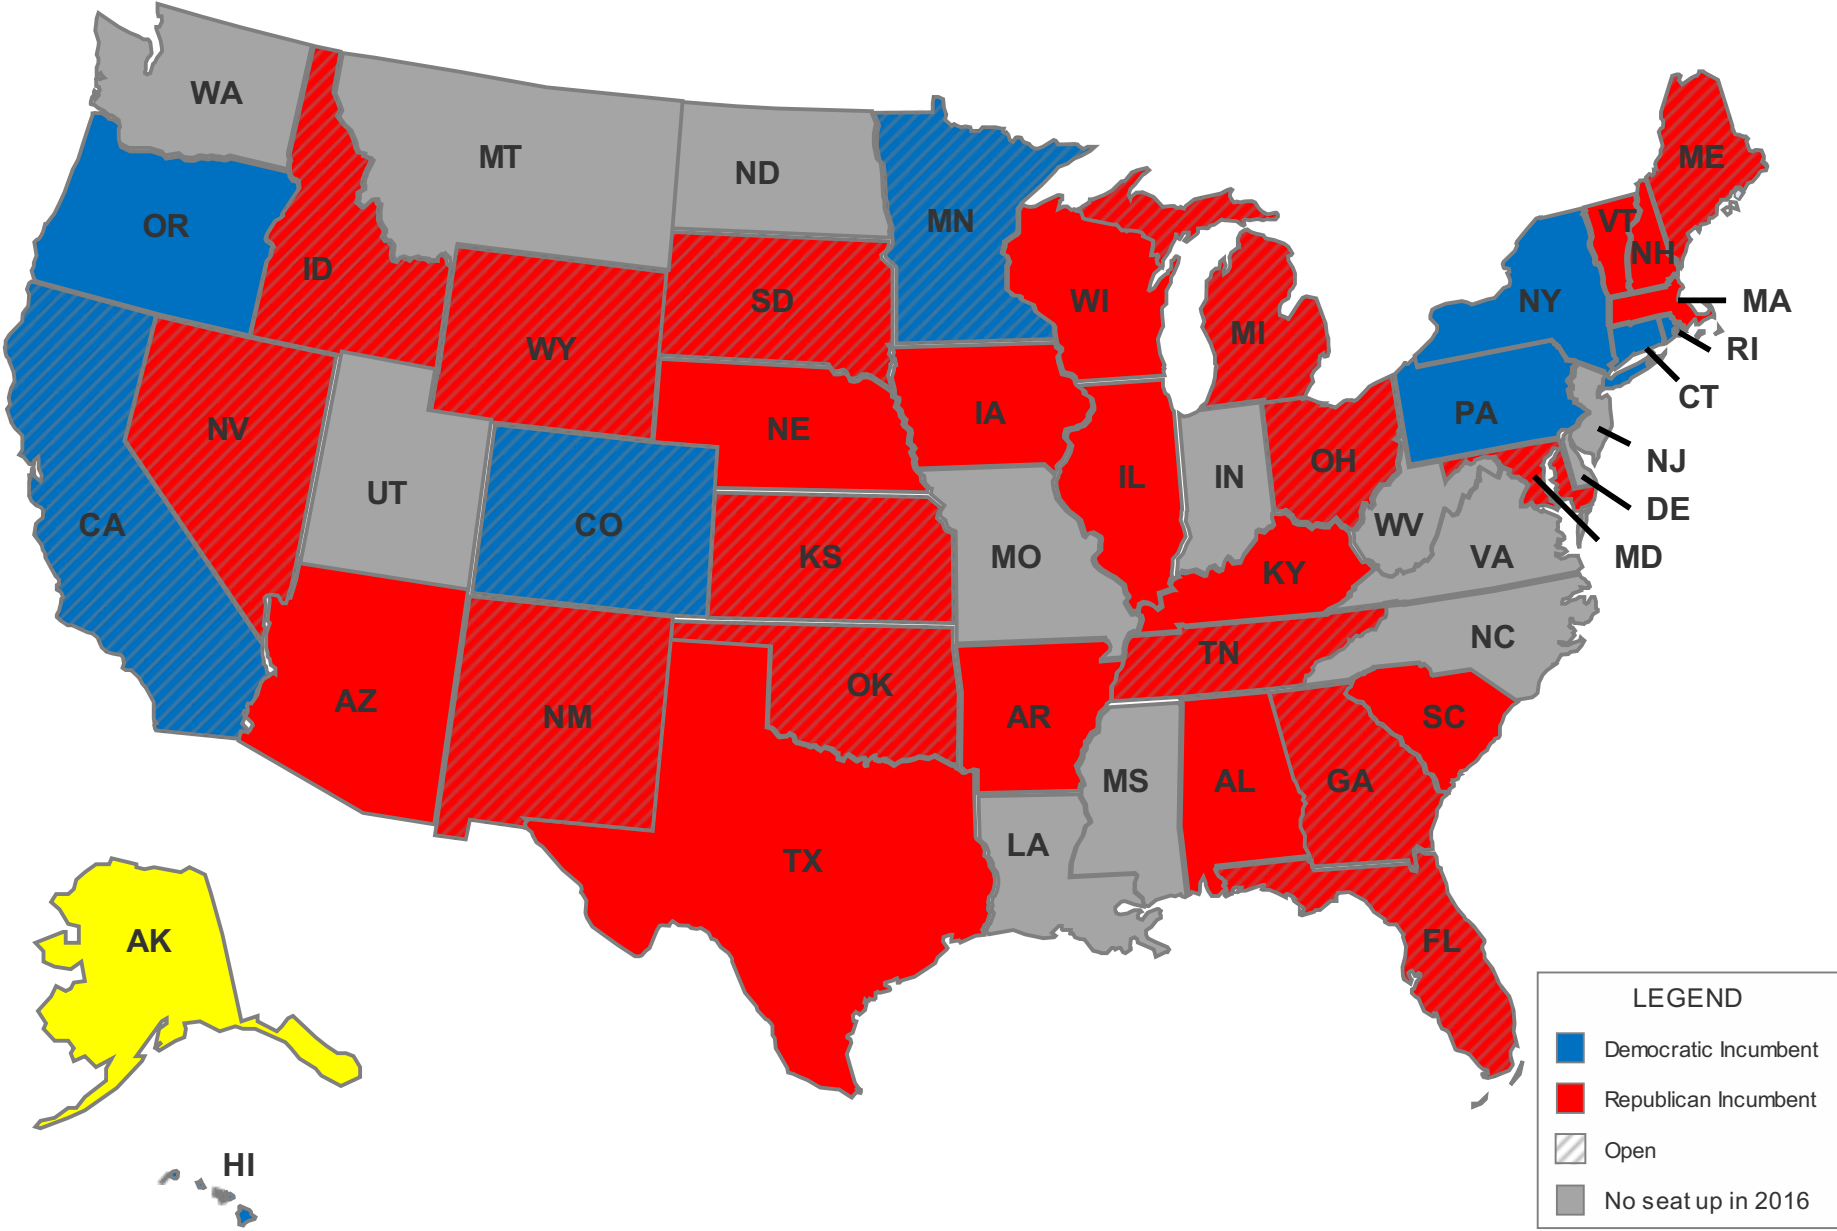 WA
MT
ND
MN
ME
OR
ID
SD
WI
MI
VT
NH
NY
MA
RI
CT
WY
NV
NE
IA
PA
NJ
DE
MD
UT
CO
CA
KS
MO
IL
IN
OH
WV
VA
KY
NC
TN
AZ
NM
OK
AR
SC
MS
AL
GA
TX
LA
FL
AK
HI
LEGEND
Democratic Incumbent
Republican Incumbent
Open
No seat up in 2016